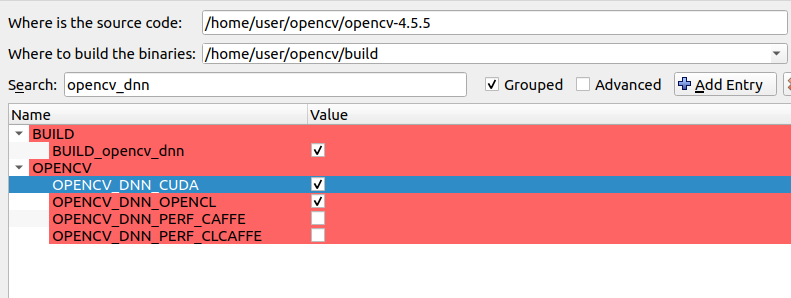 Where is the source code: /home/user/opencv/opencv-4.5.5
Where to build the binaries: /home/user/opencv/build
Search: opencv_dnn Grouped Advanced Add Entry
Name Value
BUILD
BUILD_opencv_dnn
OPENCV
OPENCV_DNN_CUDA
OPENCV_DNN_OPENCL
OPENCV_DNN_PERF_CAFFE
OPENCV_DNN_PERF_CLCAFFE